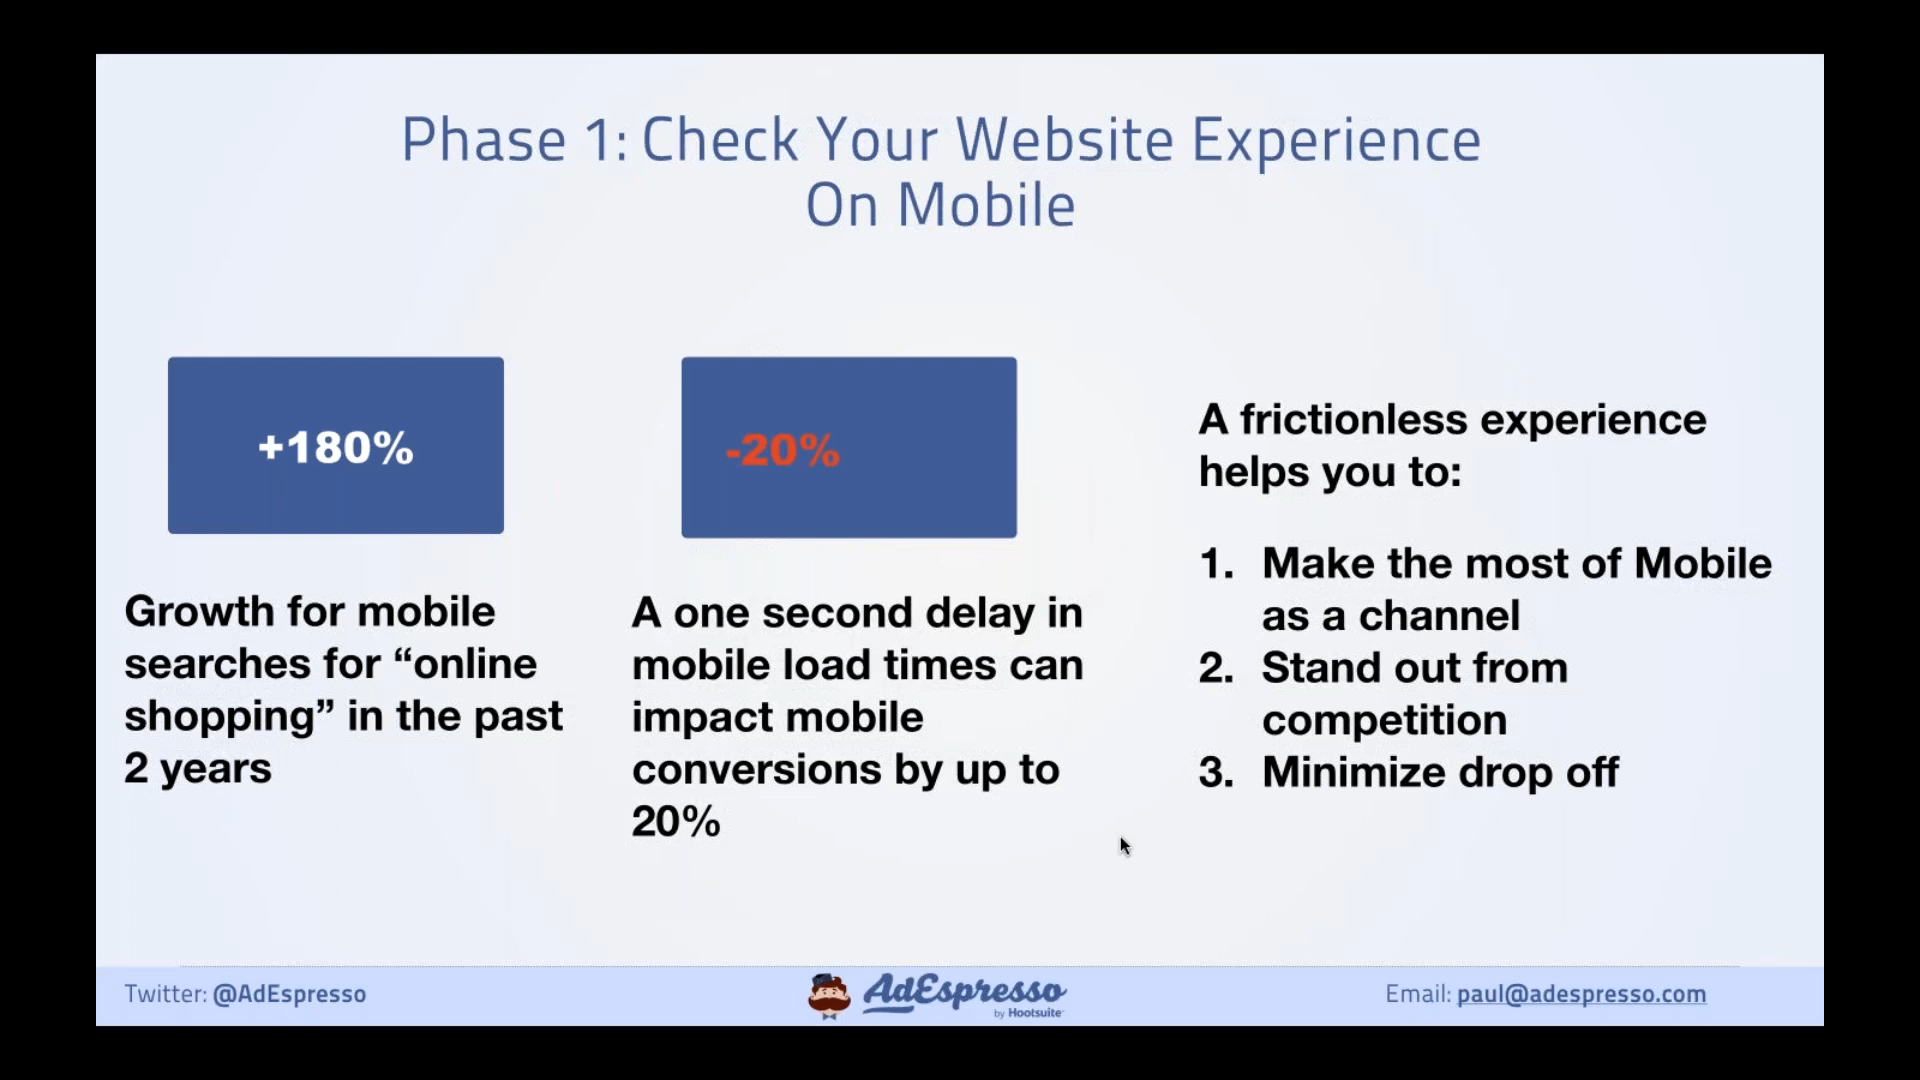 Phase 1: Check Your Website Experience
On Mobile
+180%
Growth for mobile
searches for “online
shopping” in the past
2 years
-20%
A one second delay in
mobile load times can
impact mobile
conversions by up to
20%
A frictionless experience
helps you to:
1. Make the most of Mobile
as a channel
2. Stand out from
competition
3. Minimize drop off
Twitter: @AdEspresso
AdEspresso
by Hootsuite
Email: paul@adespresso.com